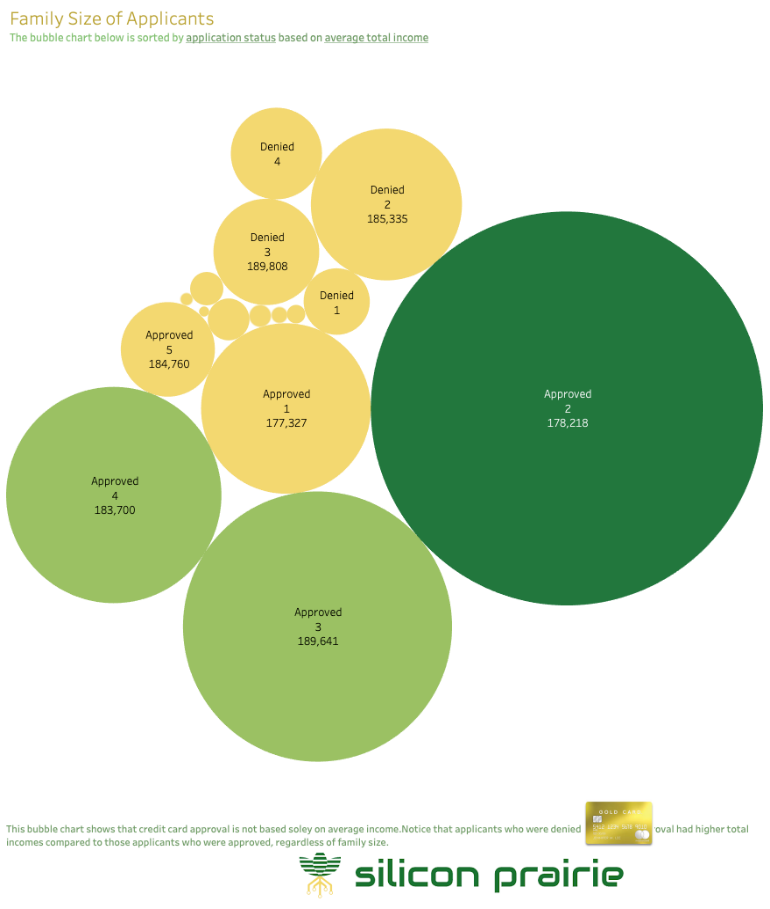 Family Size of Applicants
The bubble chart below is sorted by application status based on average total income
Denied
4
Denied
2
185,335
Denied
3
189,808
Denied
1
Approved
5
184,760
Approved
1
177,327
Approved
2
178,218
Approved
4
183,700
Approved
3
189,641
GOLD CARD
This bubble chart shows that credit card approval is not based soley on average income.Notice that applicants who were denied oval had higher total
incomes compared to those applicants who were approved, regardless of family size.
silicon prairie